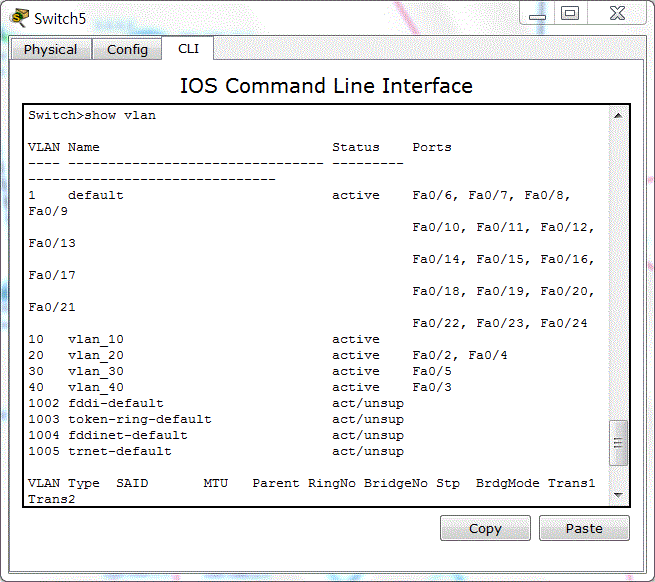 Switch5
Physical Config CLI
IOS Command Line Interface
Switch>show vlan
VLAN Name Status Ports
---- -------------------------------- ---------
-------------------------------
1 default active Fa0/6, Fa0/7, Fa0/8,
Fa0/9
Fa0/10, Fa0/11, Fa0/12,
Fa0/13
Fa0/14, Fa0/15, Fa0/16,
Fa0/17
Fa0/18, Fa0/19, Fa0/20,
Fa0/21
Fa0/22, Fa0/23, Fa0/24
10 vlan_10 active
20 vlan_20 active Fa0/2, Fa0/4
30 vlan_30 active Fa0/5
40 vlan_40 active Fa0/3
1002 fddi-default act/unsup
1003 token-ring-default act/unsup
1004 fddinet-default act/unsup
1005 trnet-default act/unsup
VLAN Type SAID MTU Parent RingNo BridgeNo Stp BrdgMode Trans1
Trans2
Copy Paste